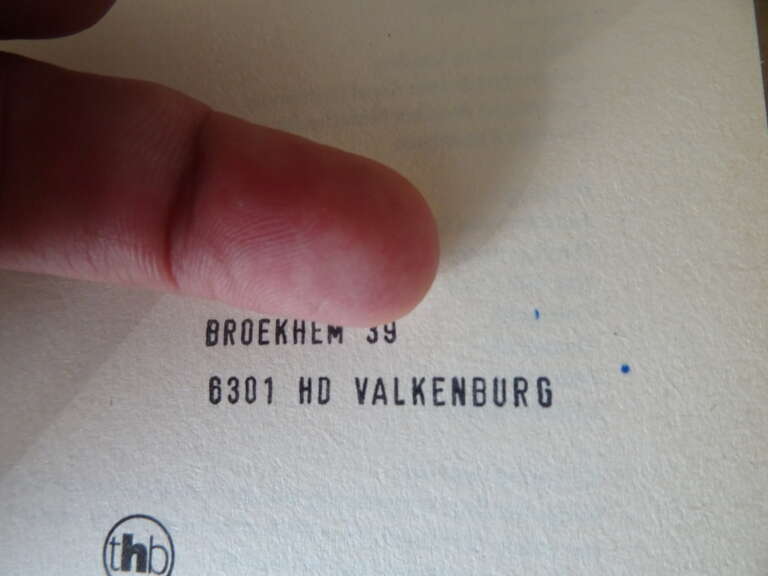 BROEKHEM 39
6301 HD VALKENBURG
thb